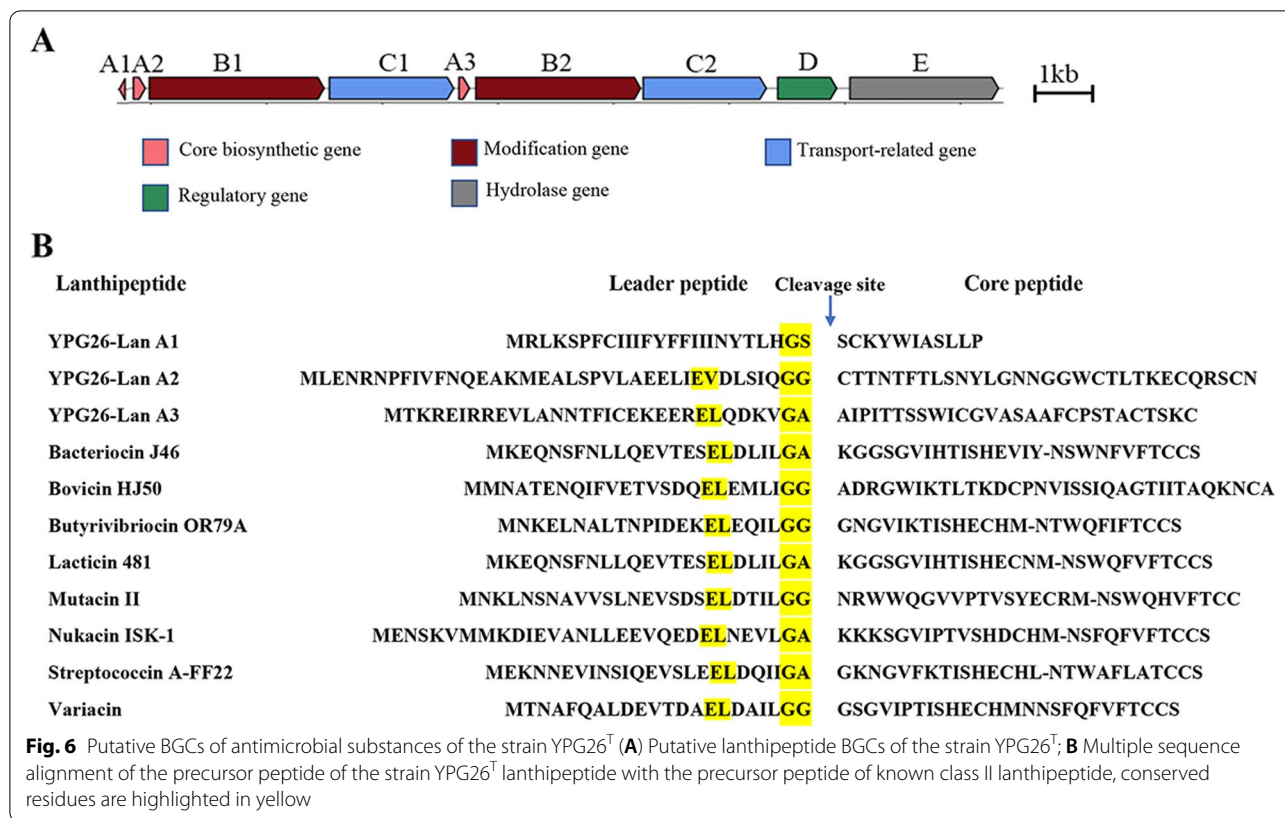 A
A1 A2 B1 C1 A3 B2 C2 D E 1kb
Core biosynthetic gene Modification gene Transport-related gene
Regulatory gene Hydrolase gene
B
Lanthipeptide Leader peptide Cleavage site Core peptide
YPG26-Lan A1 MRLKSPFCIIIFYFFIIINYTLHGS SCKYWIASLLP
YPG26-Lan A2 MLENRNPFIVFNQEAKMEALSPVLAEELIEVDLSIQGG CTTNTFTLSNYLGNNGGWCTLTKECQRSCN
YPG26-Lan A3 MTKREIRREVLANNTFICEKEERELQDKVGA AIPITTSSWICGVASAAFCPSTACTSKC
Bacteriocin J46 MKEQNSFNLLQEVTESELDLILGA KGGSGVIHTISHEVIY-NSWNFVFTCCS
Bovicin HJ50 MMNATENQIFVETVSDQELEMLIGG ADRGWIKTLTKDCPNVISSIQAGTIITAQKNCA
Butyrivibriocin OR79A MNKELNALTNPIDEKELEQILGG GNGVIKTISHECHM-NTWQFIFTCCS
Lacticin 481 MKEQNSFNLLQEVTESELDLILGA KGGSGVIHTISHECNM-NSWQFVFTCCS
Mutacin II MNKLNSNAVVSLNEVSDSELDTILGG NRWWQGVVPTVSYECRM-NSWQHVFTCC
Nukacin ISK-1 MENSKVMMKDIEVANLLEEVQEDELNEVLGA KKKSGVIPTVSHDCHM-NSFQFVFTCCS
Streptococcin A-FF22 MEKNNEVINSIQEVSLEELDQIIGA GKNGVFKTISHECHL-NTWAFLATCCS
Variacin MTNAFQALDEVTDAELDAILGG GSGVIPTISHECHMNNSFQFVFTCCS
Fig. 6 Putative BGCs of antimicrobial substances of the strain YPG26T (A) Putative lanthipeptide BGCs of the strain YPG26T; B Multiple sequence
alignment of the precursor peptide of the strain YPG26T lanthipeptide with the precursor peptide of known class II lanthipeptide, conserved
residues are highlighted in yellow